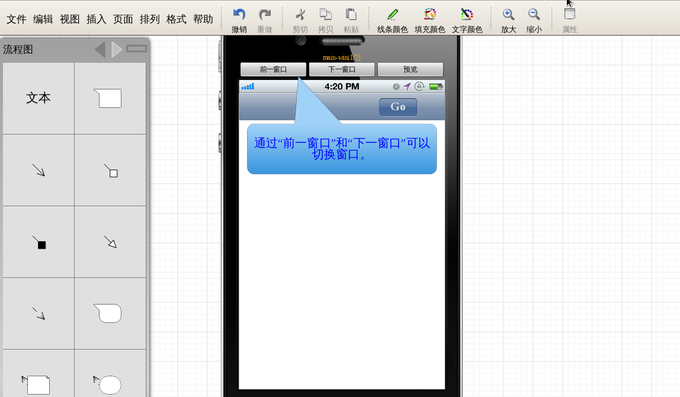 文件 编辑 视图 插入 页面 排列 格式 帮助
撤销 重做 剪切 拷贝 粘贴 线条颜色 填充颜色 文字颜色 放大 缩小 属性
流程图
文本
前一窗口 下一窗口 预览
4:20 PM
Go
通过“前一窗口”和“下一窗口”可以
切换窗口。